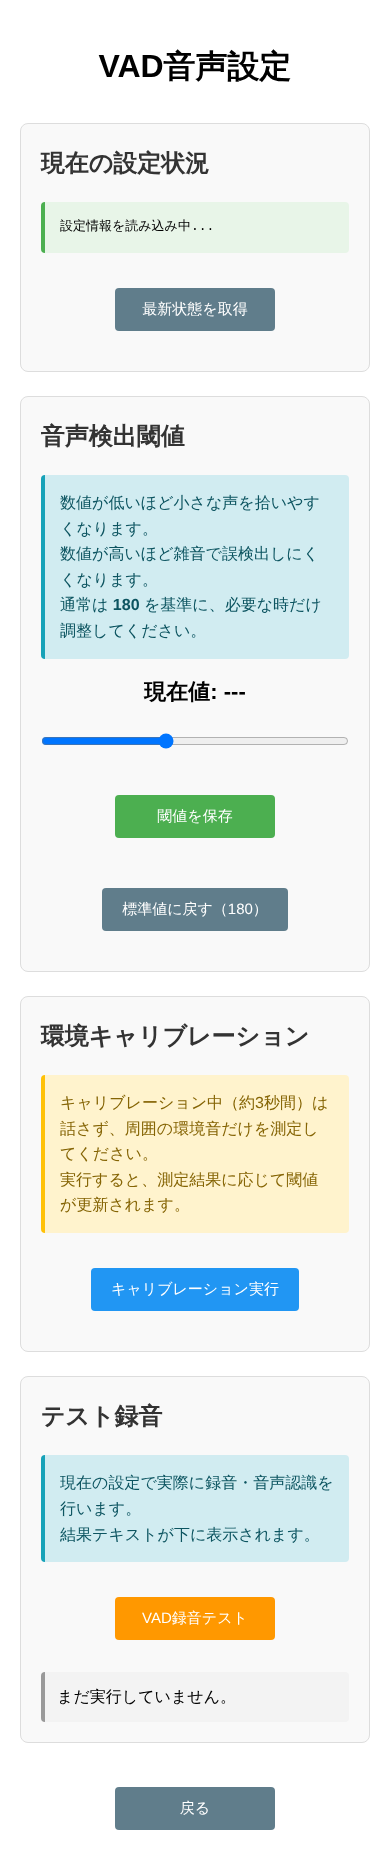 VAD音声設定
現在の設定状況
設定情報を読み込み中...
最新状態を取得
音声検出閾値
数値が低いほど小さな声を拾いやす
くなります。
数値が高いほど雑音で誤検出しにく
くなります。
通常は 180 を基準に、必要な時だけ
調整してください。
現在値: ---
閾値を保存
標準値に戻す（180）
環境キャリブレーション
キャリブレーション中（約3秒間）は
話さず、周囲の環境音だけを測定し
てください。
実行すると、測定結果に応じて閾値
が更新されます。
キャリブレーション実行
テスト録音
現在の設定で実際に録音・音声認識を
行います。
結果テキストが下に表示されます。
VAD録音テスト
まだ実行していません。
戻る